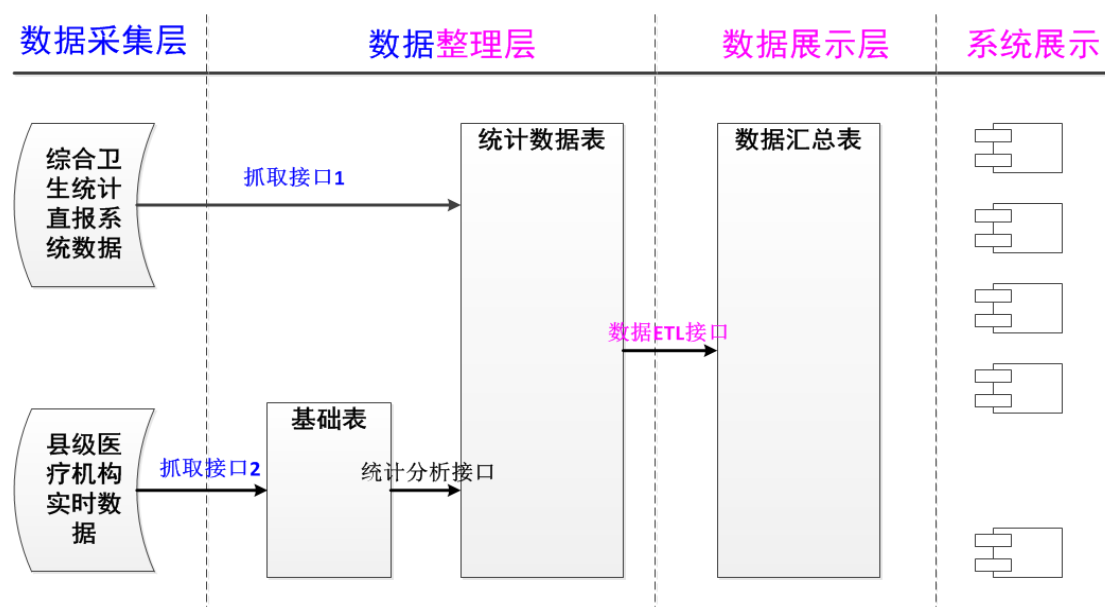 数据采集层
数据整理层
数据展示层
系统展示
综合卫
生统计
直报系
统数据
抓取接口1
统计数据表
数据汇总表
数据ETL接口
县级医
疗机构
实时数
据
抓取接口2
基础表
统计分析接口